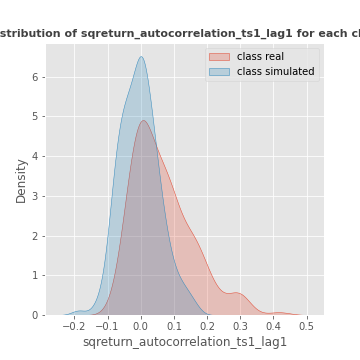 stribution of sqreturn_autocorrelation_ts1_lag1 for each cl
class real
class simulated
Density
6
5
4
3
2
1
0
−0.2 −0.1 0.0 0.1 0.2 0.3 0.4 0.5
sqreturn_autocorrelation_ts1_lag1